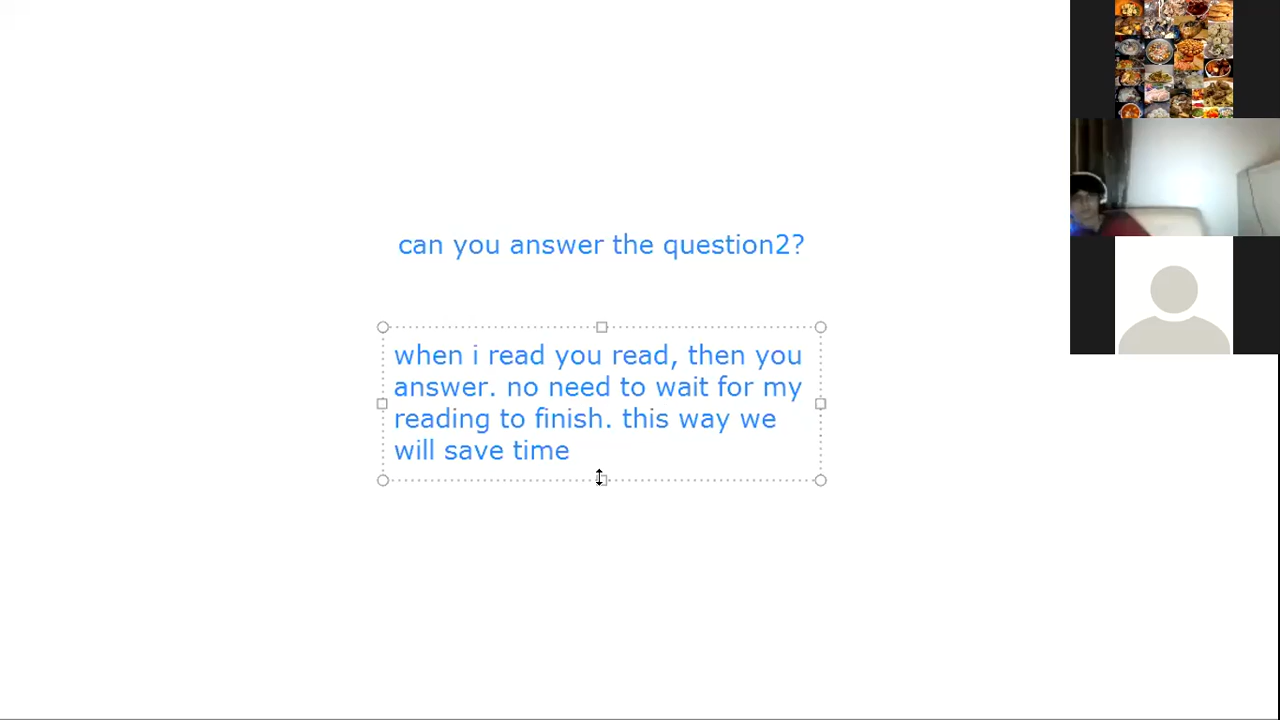 can you answer the question2?
when i read you read, then you
answer. no need to wait for my
reading to finish. this way we
will save time